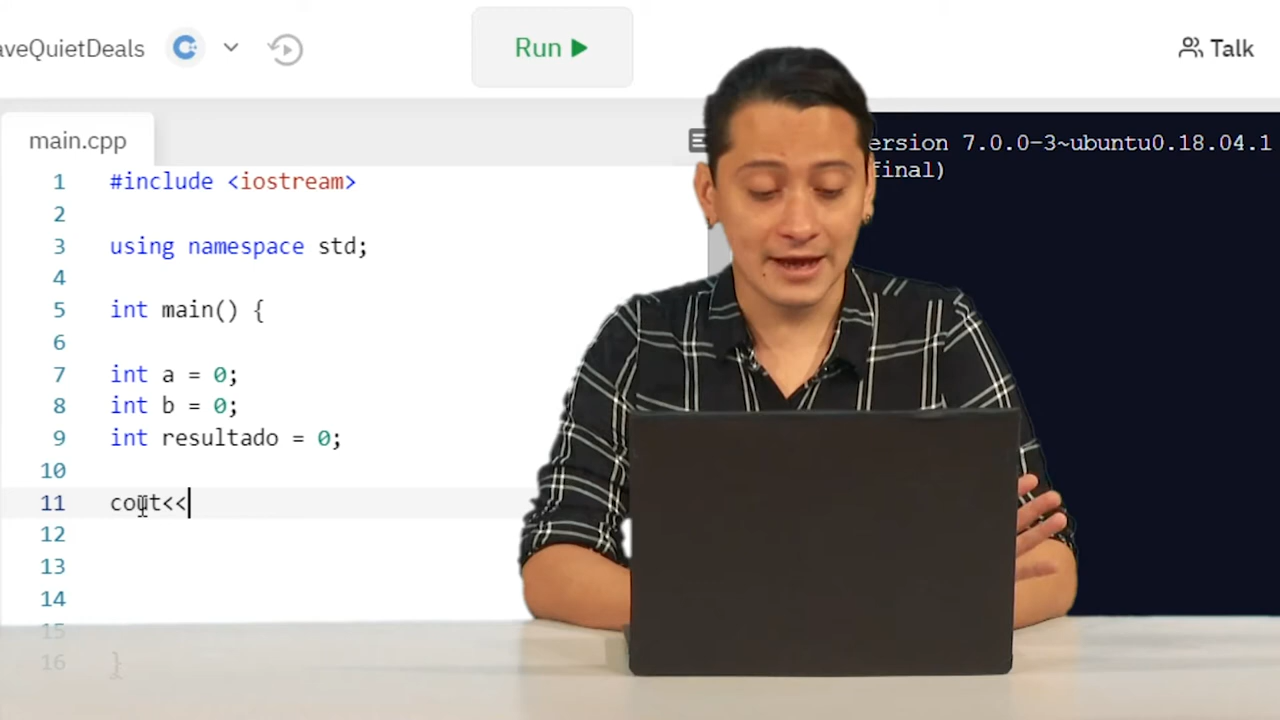 aveQuietDeals
Run
Talk
main.cpp
ersion 7.0.0-3~ubuntu0.18.04.1
final)
1 #include <iostream>
2
3 using namespace std;
4
5 int main() {
6
7 int a = 0;
8 int b = 0;
9 int resultado = 0;
10
11 cout<<
12
13
14
15
16 }